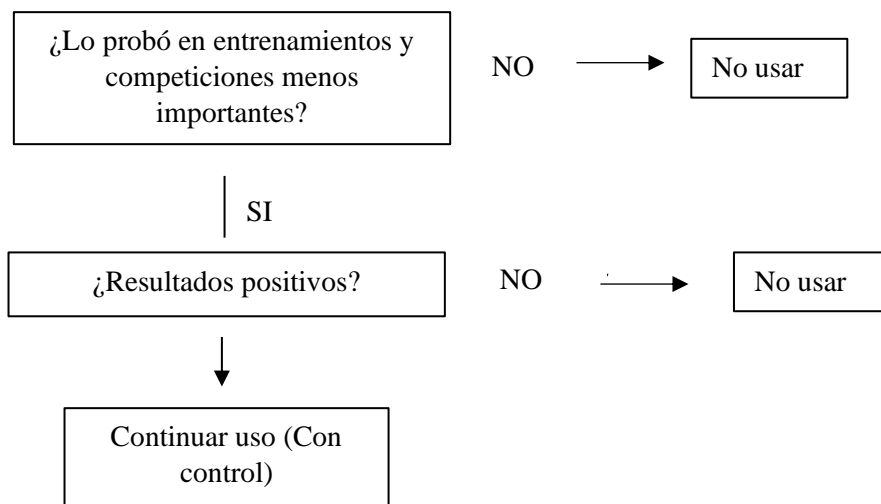 ¿Lo probó en entrenamientos y
competiciones menos
importantes?
NO
No usar
SI
¿Resultados positivos?
NO
No usar
Continuar uso (Con
control)